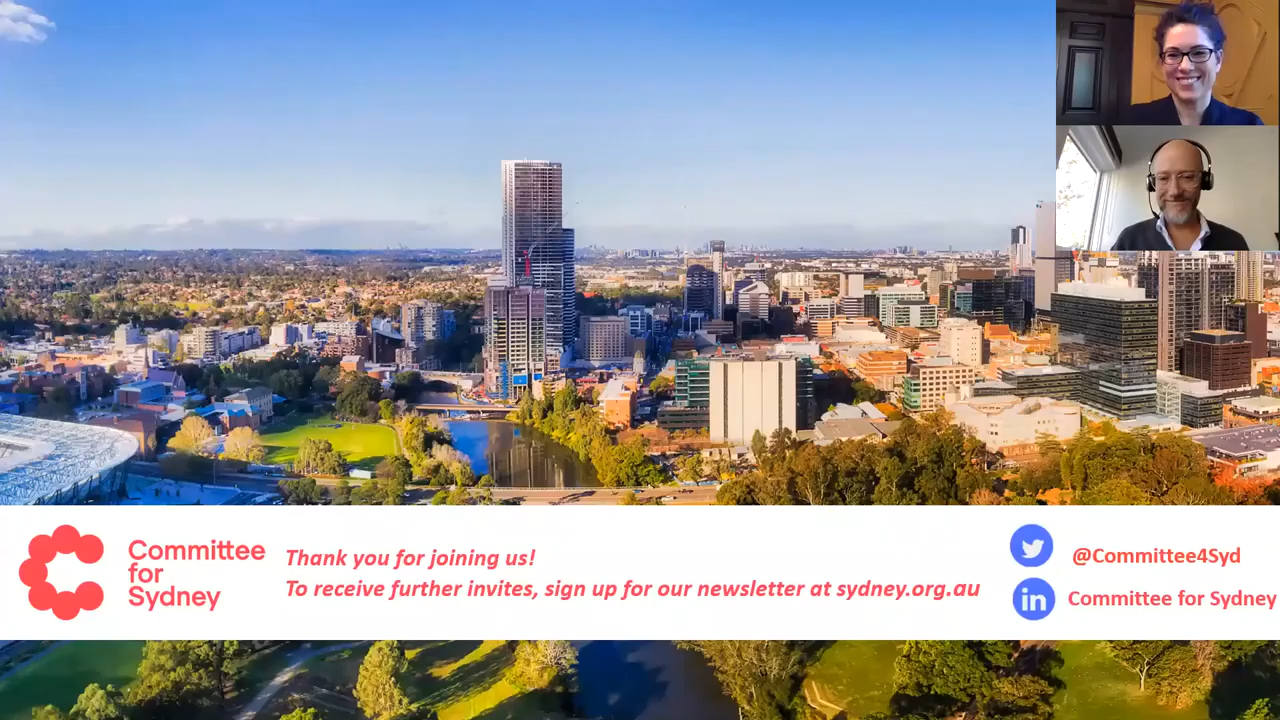 Committee
for
Sydney
Thank you for joining us!
To receive further invites, sign up for our newsletter at sydney.org.au
@Committee4Syd
in
Committee for Sydney